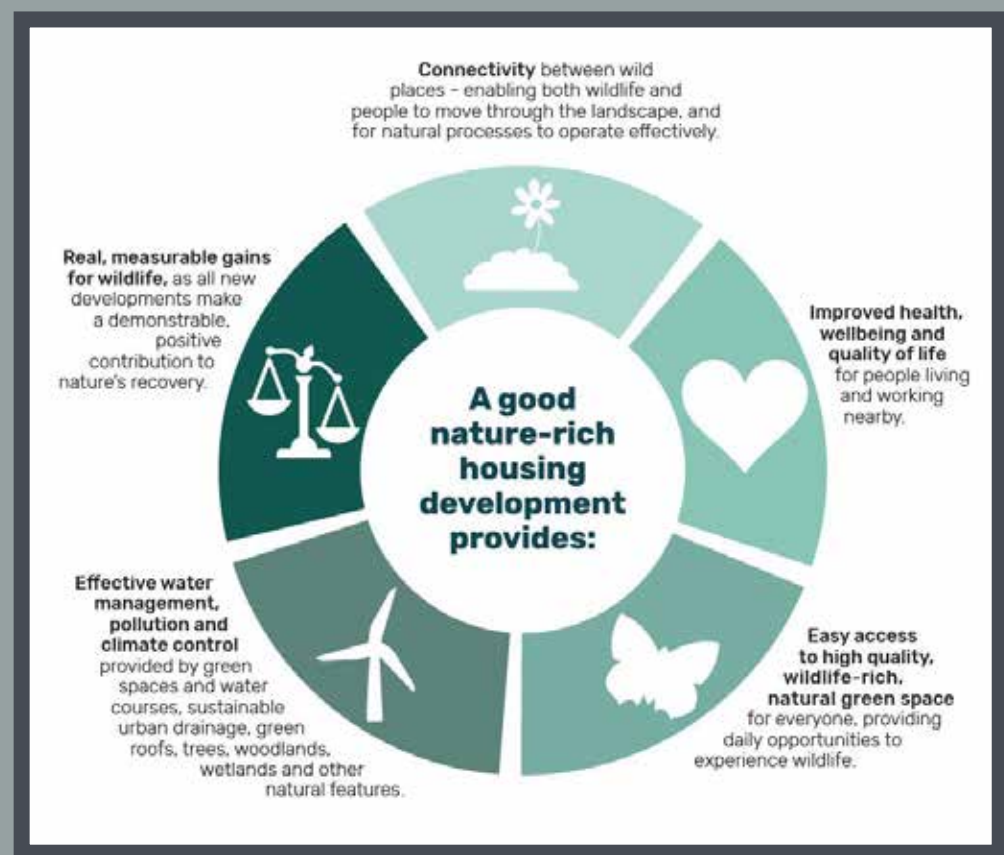 Connectivity between wild
places - enabling both wildlife and
people to move through the landscape, and
for natural processes to operate effectively.
Real, measurable gains
for wildlife, as all new
developments make
a demonstrable,
positive
contribution to
nature's recovery.
Improved health,
wellbeing and
quality of life
for people living
and working
nearby.
A good
nature-rich
housing
development
provides:
Effective water
management,
pollution and
climate control
provided by green
spaces and water
courses, sustainable
urban drainage, green
roofs, trees, woodlands,
wetlands and other
natural features.
Easy access
to high quality,
wildlife-rich,
natural green space
for everyone, providing
daily opportunities to
experience wildlife.